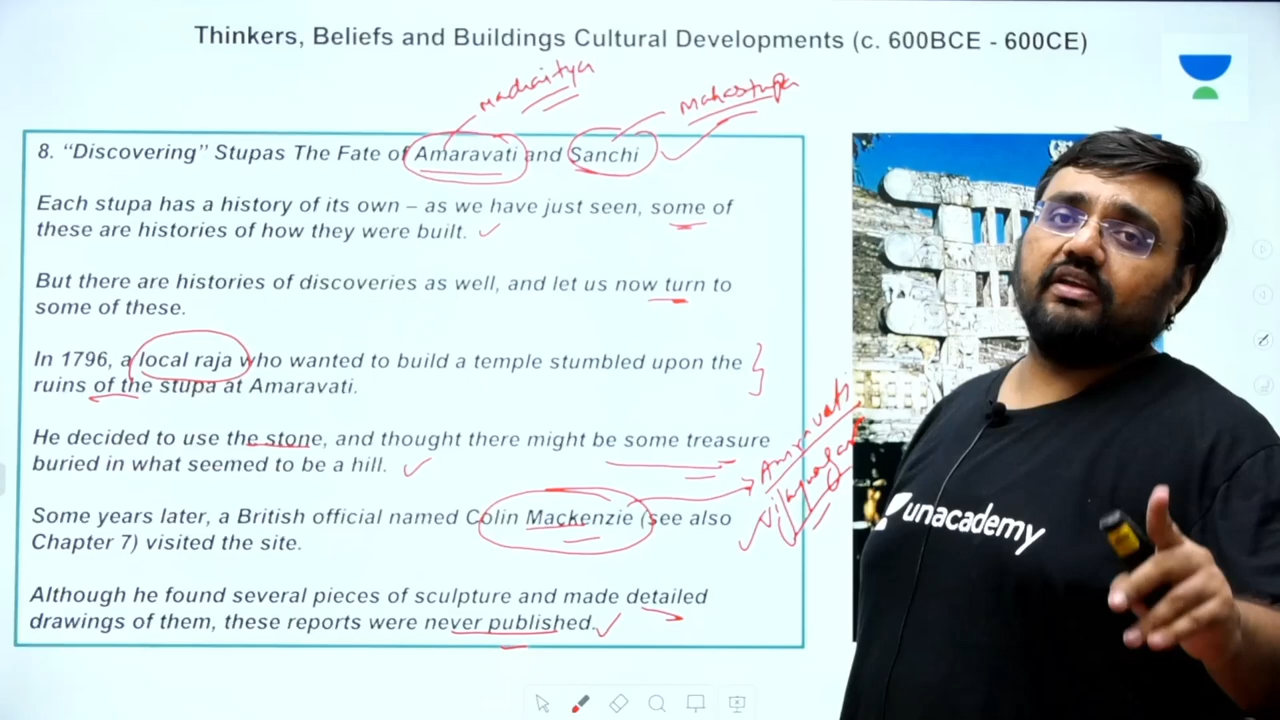 Thinkers, Beliefs and Buildings Cultural Developments (c. 600BCE - 600CE)
Mahastupa
8. “Discovering” Stupas The Fate of Amaravati and Sanchi
Each stupa has a history of its own – as we have just seen, some of
these are histories of how they were built.
But there are histories of discoveries as well, and let us now turn to
some of these.
In 1796, a local raja who wanted to build a temple stumbled upon the
ruins of the stupa at Amaravati.
He decided to use the stone, and thought there might be some treasure
buried in what seemed to be a hill.
Some years later, a British official named Colin Mackenzie (see also
Chapter 7) visited the site.
Although he found several pieces of sculpture and made detailed
drawings of them, these reports were never published.
unacademy